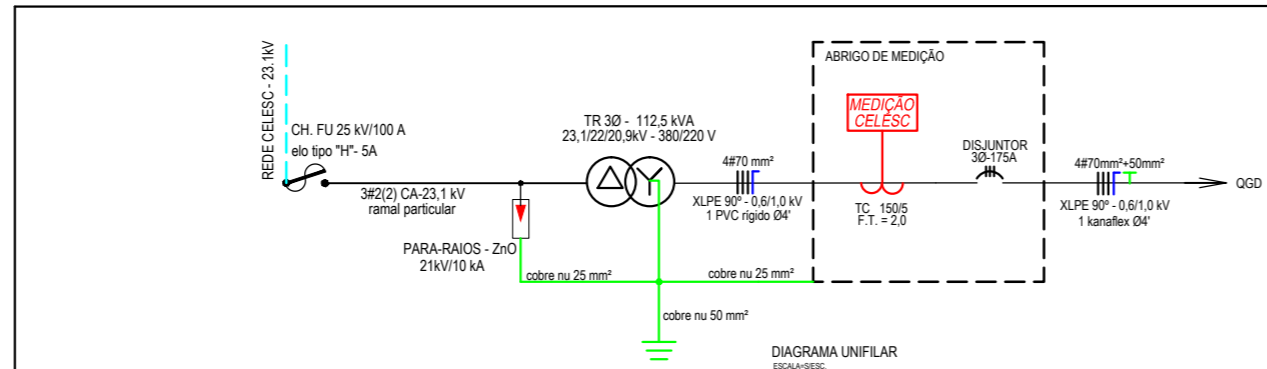 REDE CELESC - 23.1kV
CH. FU 25 kV/100 A
elo tipo "H"- 5A
3#2(2) CA-23,1 kV
ramal particular
PARA-RAIOS - ZnO
21kV/10 kA
TR 3Ø - 112,5 kVA
23,1/22/20,9kV - 380/220 V
cobre nu 25 mm²
cobre nu 25 mm²
cobre nu 50 mm²
4#70 mm²
XLPE 90º - 0,6/1,0 kV
1 PVC rígido Ø4'
ABRIGO DE MEDIÇÃO
MEDIÇÃO
CELESC
TC 150/5
F.T. = 2,0
DISJUNTOR
3Ø-175A
4#70mm²+50mm²
XLPE 90º - 0,6/1,0 kV
1 kanaflex Ø4'
QGD
DIAGRAMA UNIFILAR
ESCALA=S/ESC.